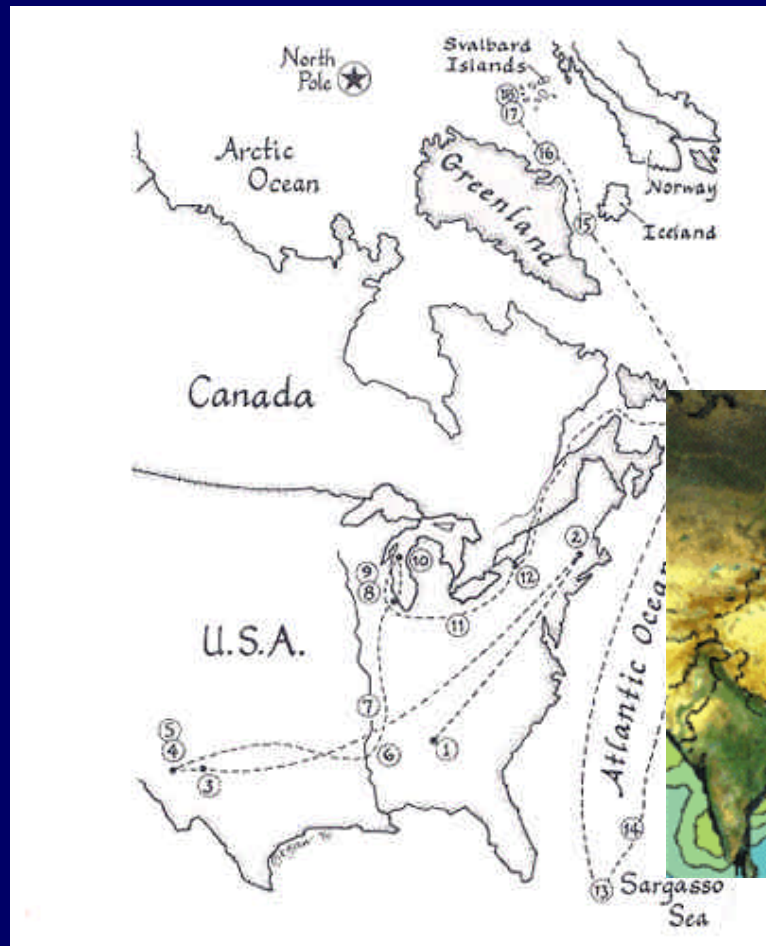 Svalbard
Islands
North
Pole
18
17
Arctic
Ocean
16
Greenland
Norway
15
Iceland
Canada
2
9
10
8
12
11
U.S.A.
Atlantic Ocean
7
5
4
6
1
3
14
13
Sargasso
Sea